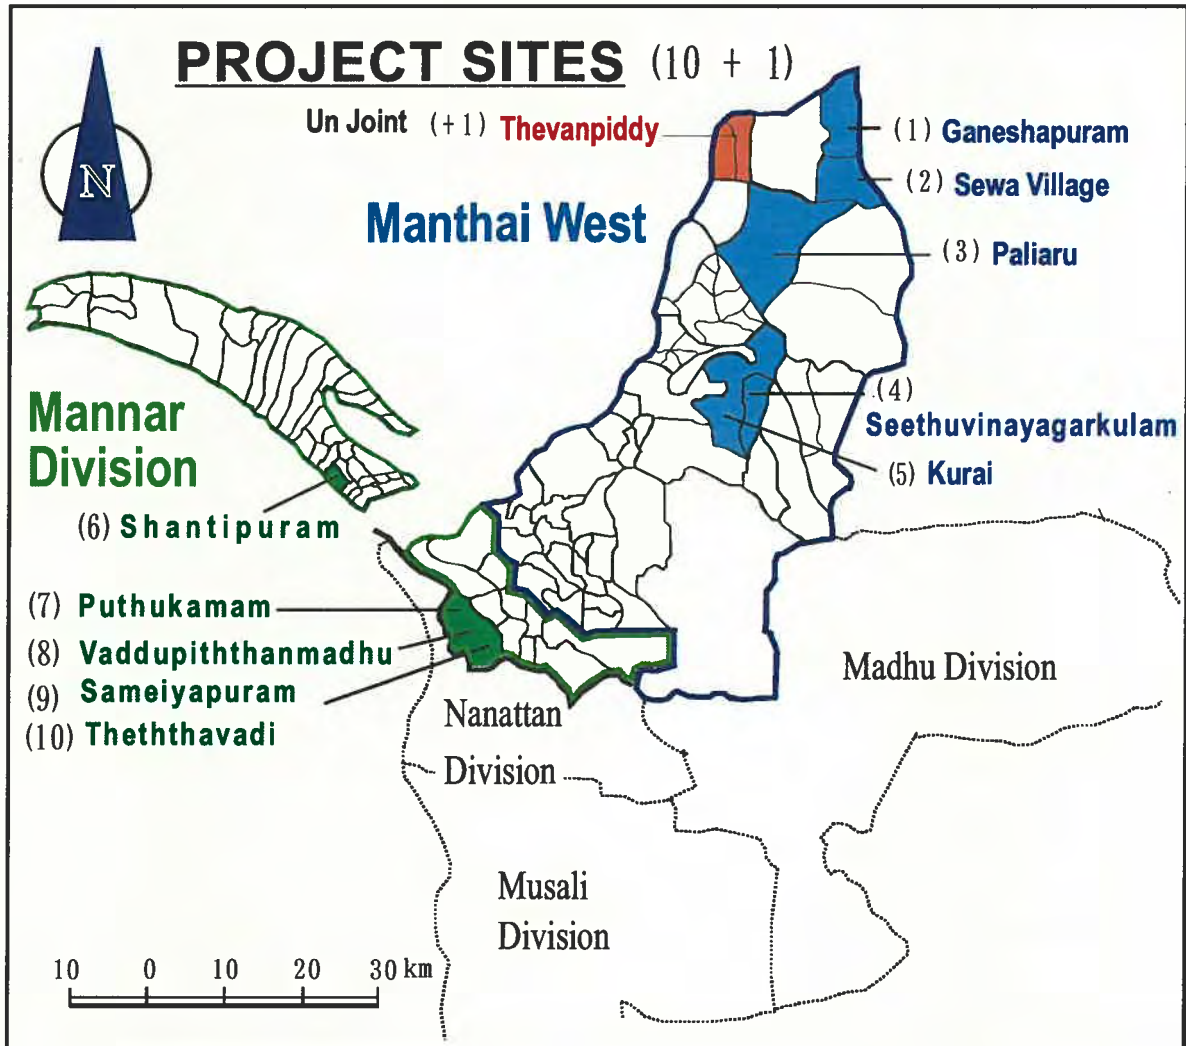 PROJECT SITES (10 + 1)
Un Joint (+1) Thevanpiddy
(1) Ganeshapuram
(2) Sewa Village
N
Manthai West
(3) Paliaru
(4)
Seethuvinayagarkulam
(5) Kurai
Mannar
Division
(6) Shantipuram
(7) Puthukamam
(8) Vaddupiththanmadhu
(9) Sameiyapuram
(10) Theththavadi
Madhu Division
Nanattan
Division
Musali
Division
10 0 10 20 30 km